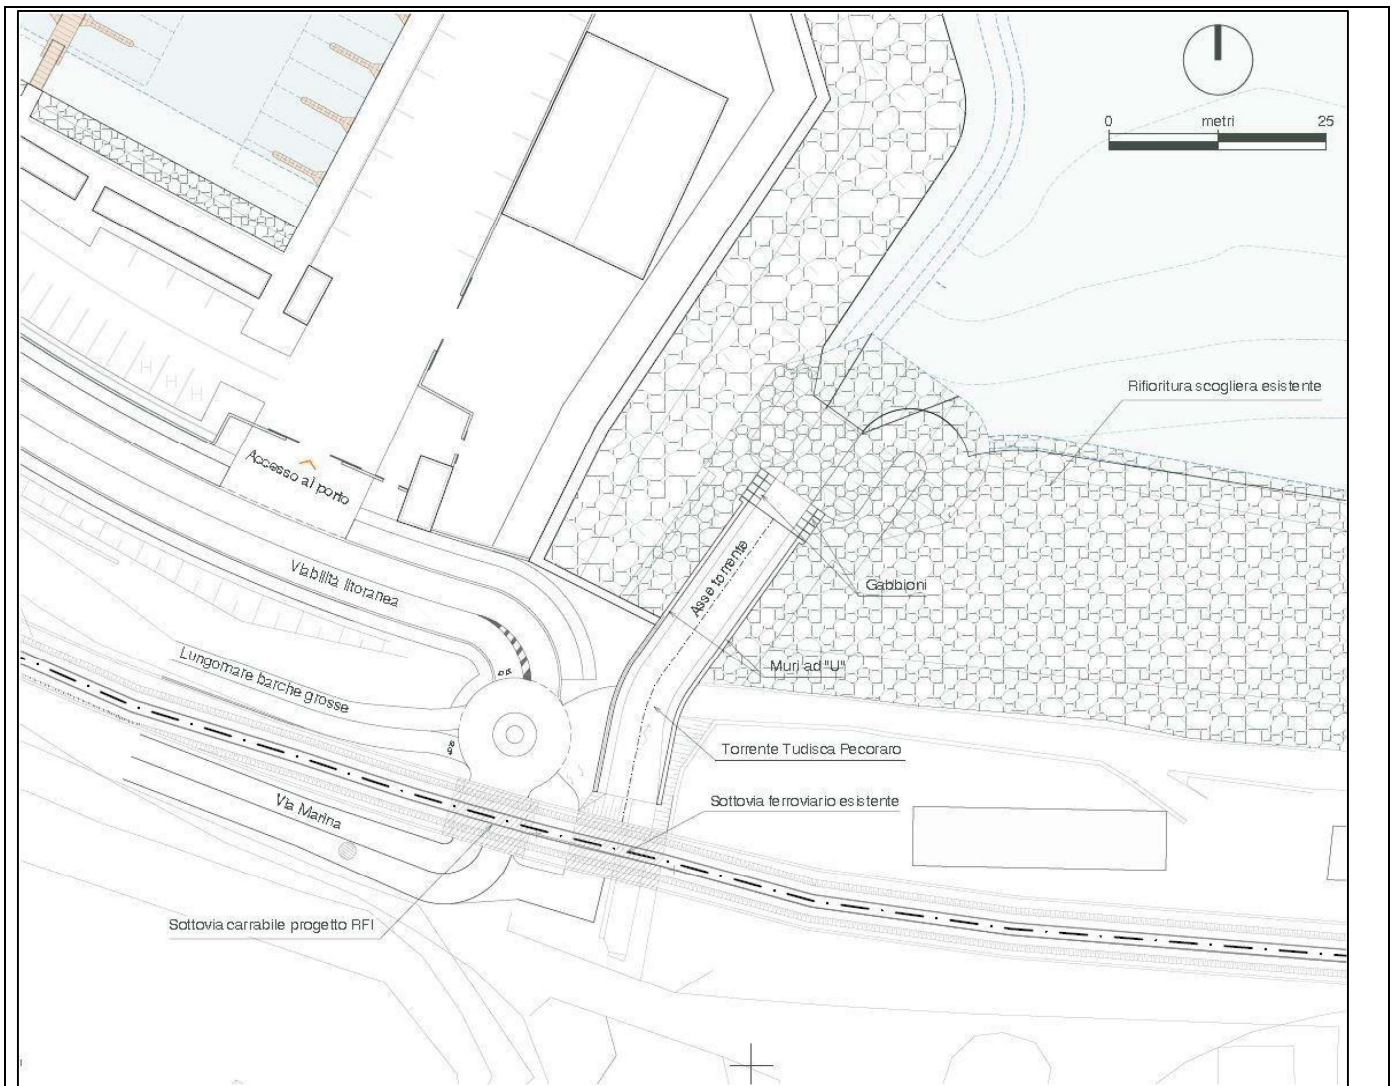 0 metri 25
Rifioritura scogliera esistente
Accesso al porto
Viabilità litoranea
Asse torrente
Gabbioni
Lungomare barche grosse
Muri ad "U"
Torrente Tudisca Pecoraro
Via Marina
Sottovia ferroviario esistente
Sottovia carrabile progetto RFI
H H H